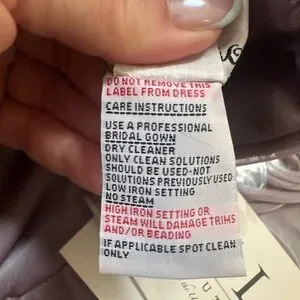 DO NOT REMOVE THIS
LABEL FROM DRESS
CARE INSTRUCTIONS
USE A PROFESSIONAL
BRIDAL GOWN
DRY CLEANER
ONLY CLEAN SOLUTIONS
SHOULD BE USED-NOT
SOLUTIONS PREVIOUSLY USED
LOW IRON SETTING
NO STEAM
HIGH IRON SETTING OR
STEAM WILL DAMAGE TRIMS
AND/OR BEADING
IF APPLICABLE SPOT CLEAN
ONLY